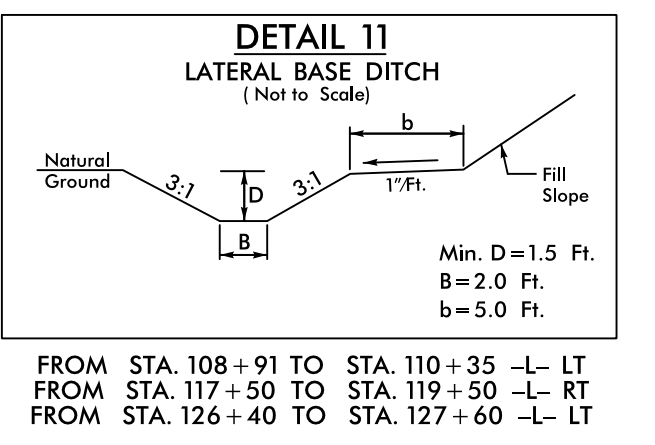 DETAIL 11
LATERAL BASE DITCH
( Not to Scale)
b
Natural
Ground
3:1
D
3:1
1"/Ft.
Fill
Slope
B
Min. D=1.5 Ft.
B=2.0 Ft.
b=5.0 Ft.
FROM STA. 108+91 TO STA. 110+35 -L- LT
FROM STA. 117+50 TO STA. 119+50 -L- RT
FROM STA. 126+40 TO STA. 127+60 -L- LT